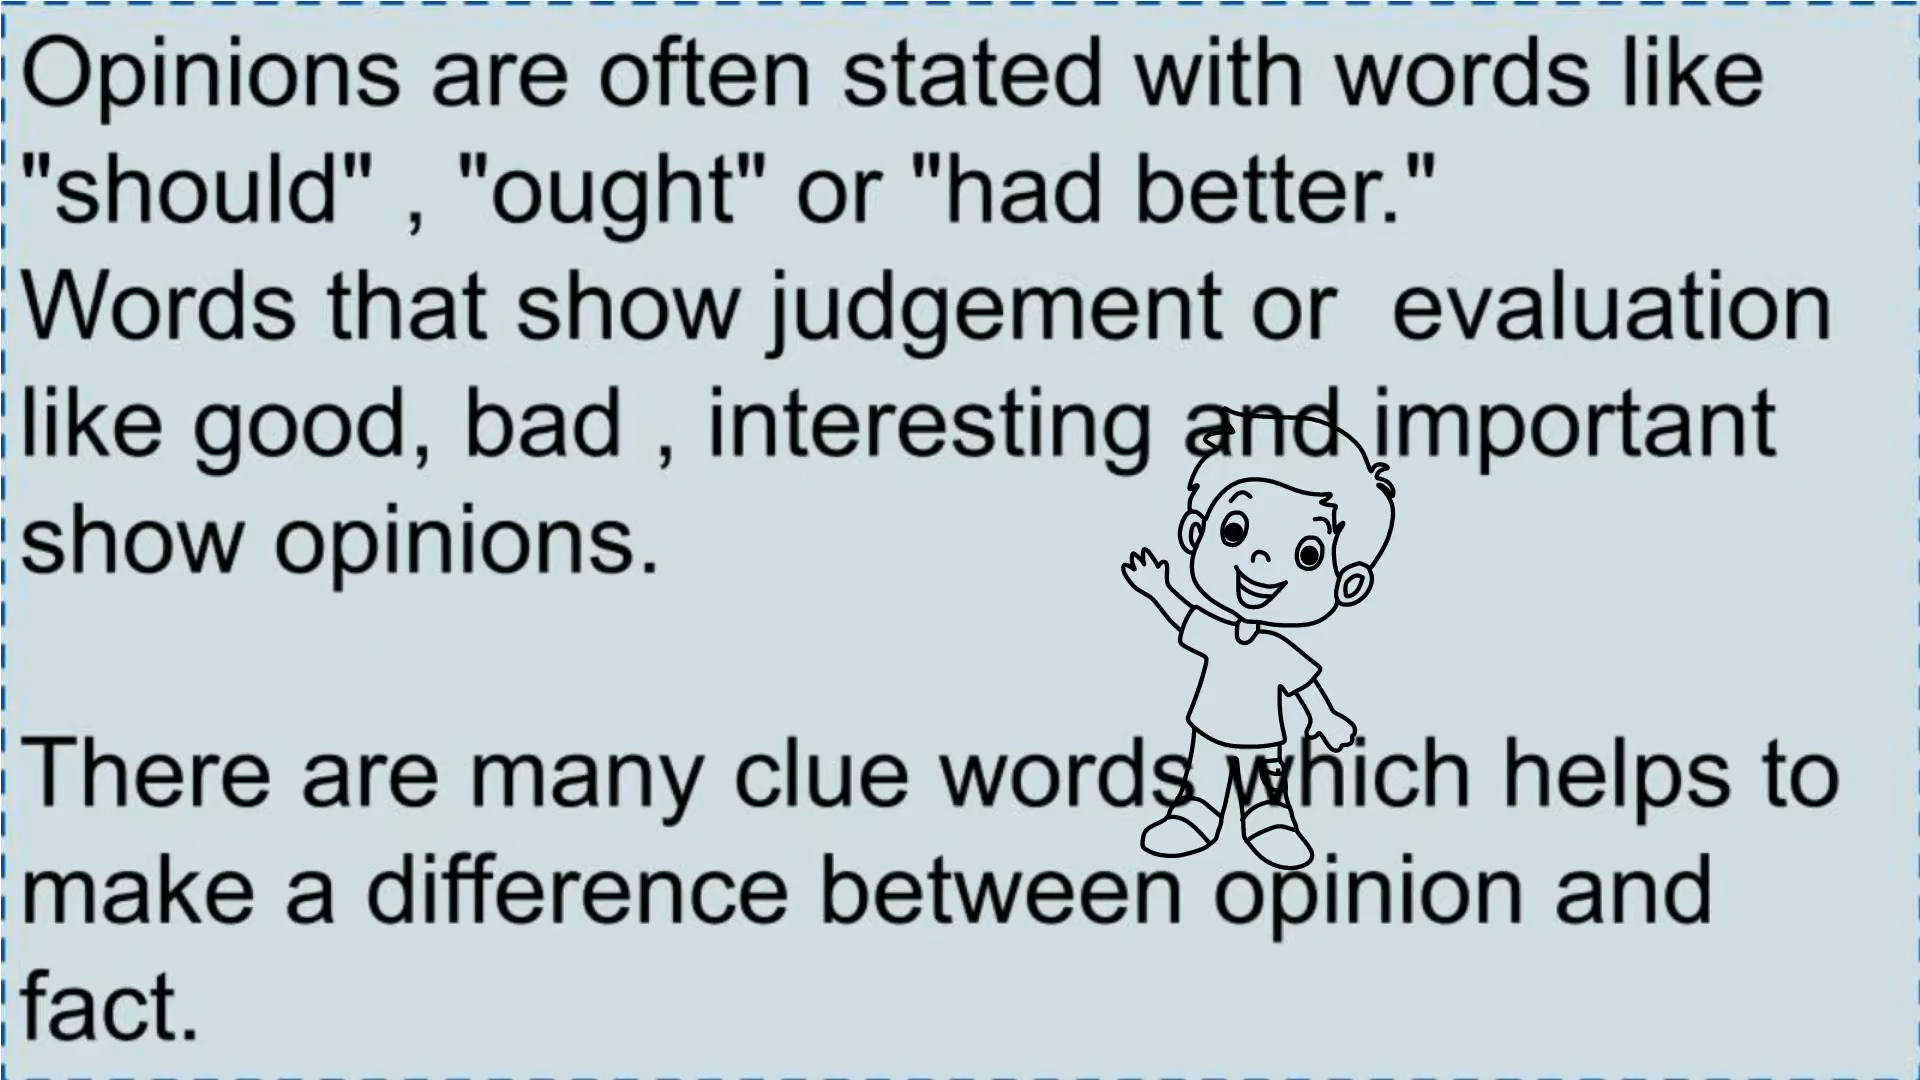 Opinions are often stated with words like
"should" , "ought" or "had better."
Words that show judgement or  evaluation
like good, bad , interesting and important
show opinions.
There are many clue words which helps to
make a difference between opinion and
fact.